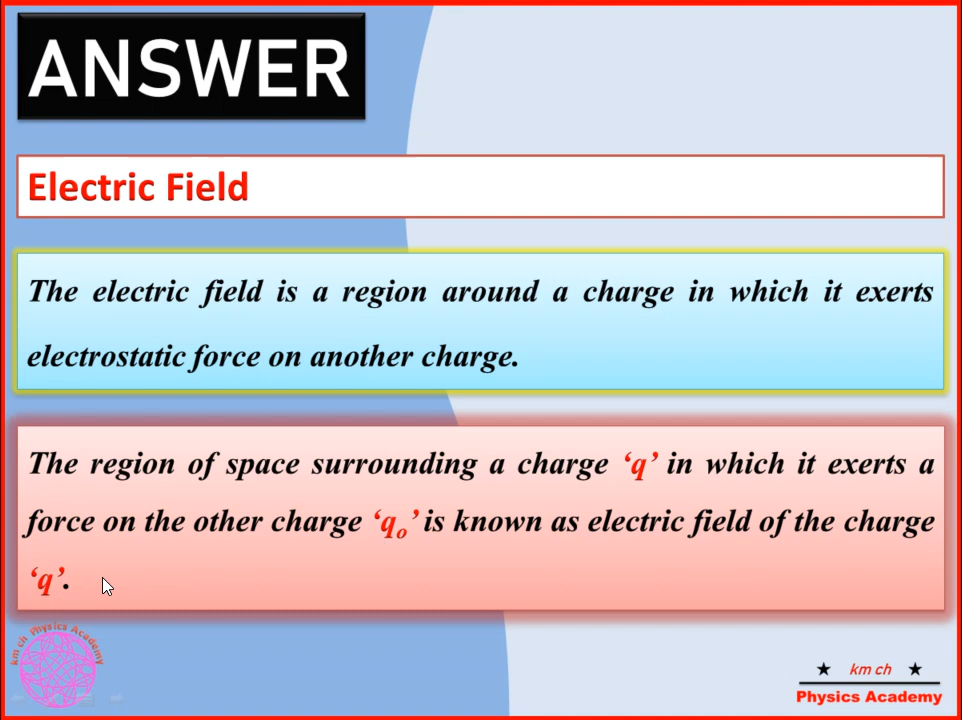 ANSWER
Electric Field
The electric field is a region around a charge in which it exerts
electrostatic force on another charge.
The region of space surrounding a charge ‘q’ in which it exerts a
force on the other charge ‘qₒ’ is known as electric field of the charge
‘q’.
km ch Physics Academy
★ km ch ★
Physics Academy